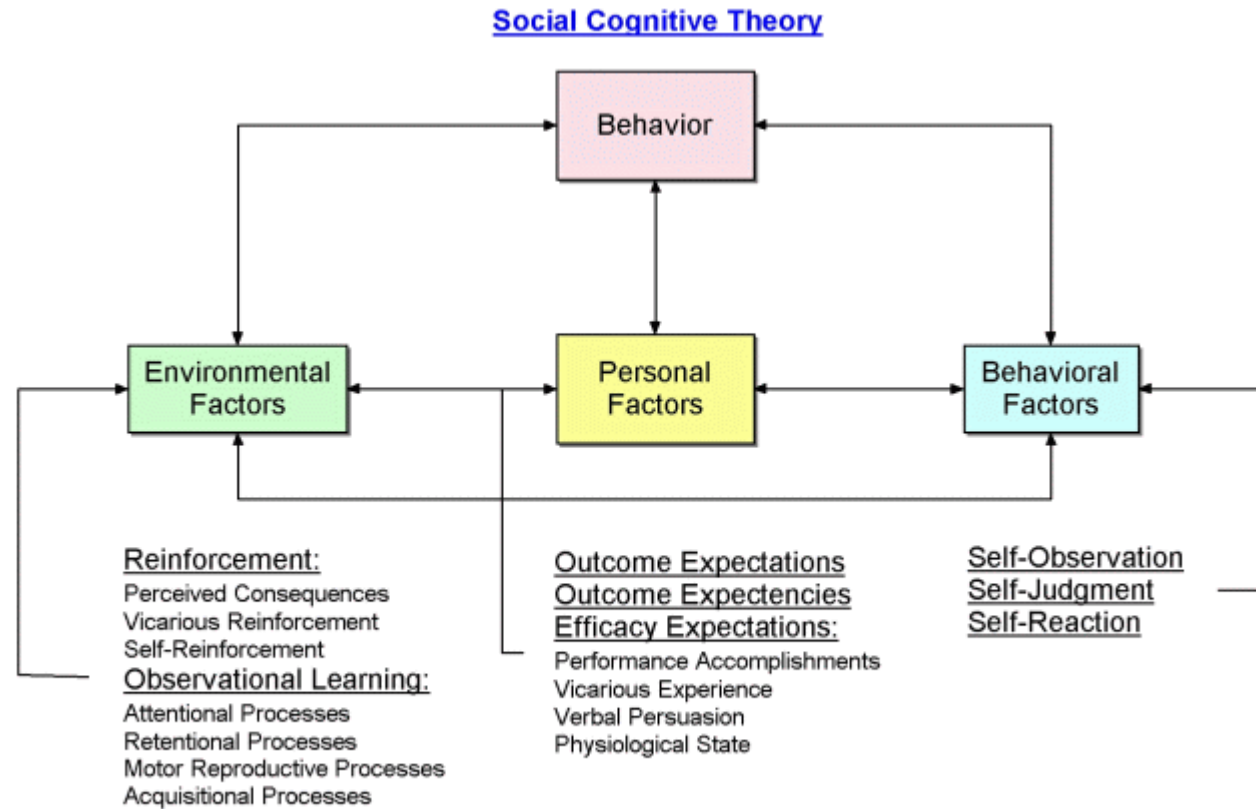 Social Cognitive Theory
Behavior
Environmental
Factors
Personal
Factors
Behavioral
Factors
Reinforcement:
Perceived Consequences
Vicarious Reinforcement
Self-Reinforcement
Observational Learning:
Attentional Processes
Retentional Processes
Motor Reproductive Processes
Acquisitional Processes
Outcome Expectations
Outcome Expectencies
Efficacy Expectations:
Performance Accomplishments
Vicarious Experience
Verbal Persuasion
Physiological State
Self-Observation
Self-Judgment
Self-Reaction